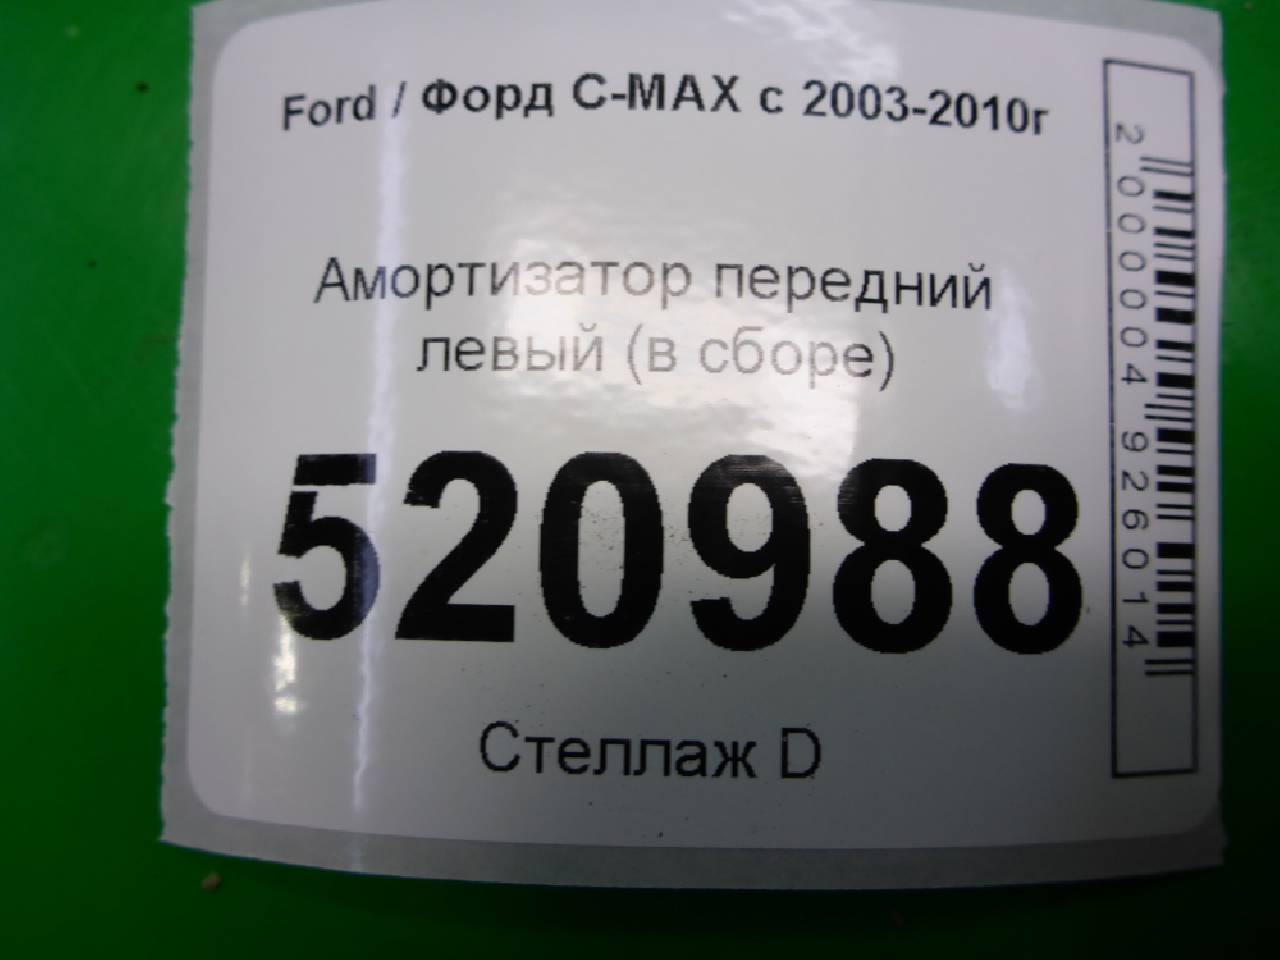 Ford / Форд C-MAX с 2003-2010г
Амортизатор передний
левый (в сборе)
520988
Стеллаж D
2000004926014